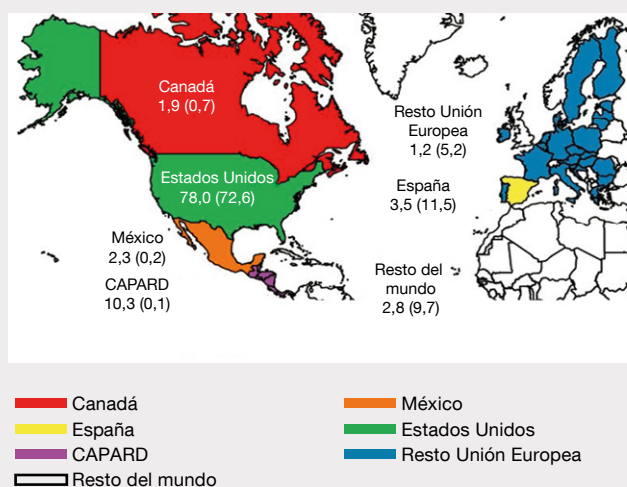 Canadá
1,9 (0,7)
Resto Unión
Europea
1,2 (5,2)
Estados Unidos
78,0 (72,6)
España
3,5 (11,5)
México
2,3 (0,2)
CAPARD
10,3 (0,1)
Resto del
mundo
2,8 (9,7)
Canadá
México
España
Estados Unidos
CAPARD
Resto Unión Europea
Resto del mundo